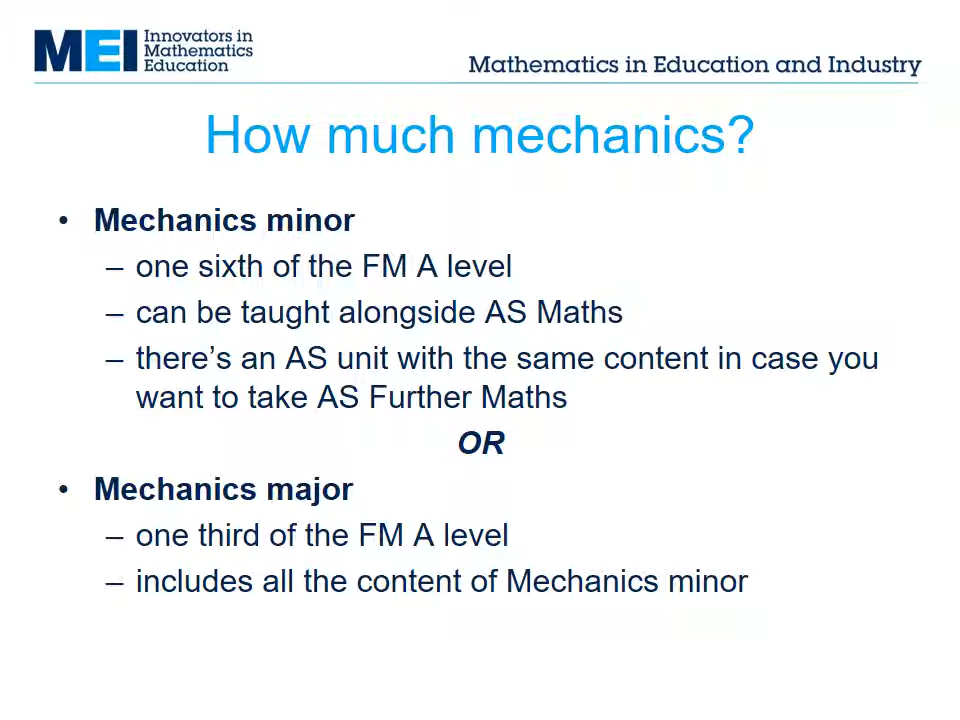 MEI Innovators in
Mathematics
Education
Mathematics in Education and Industry
How much mechanics?
• Mechanics minor
– one sixth of the FM A level
– can be taught alongside AS Maths
– there’s an AS unit with the same content in case you
want to take AS Further Maths
OR
• Mechanics major
– one third of the FM A level
– includes all the content of Mechanics minor